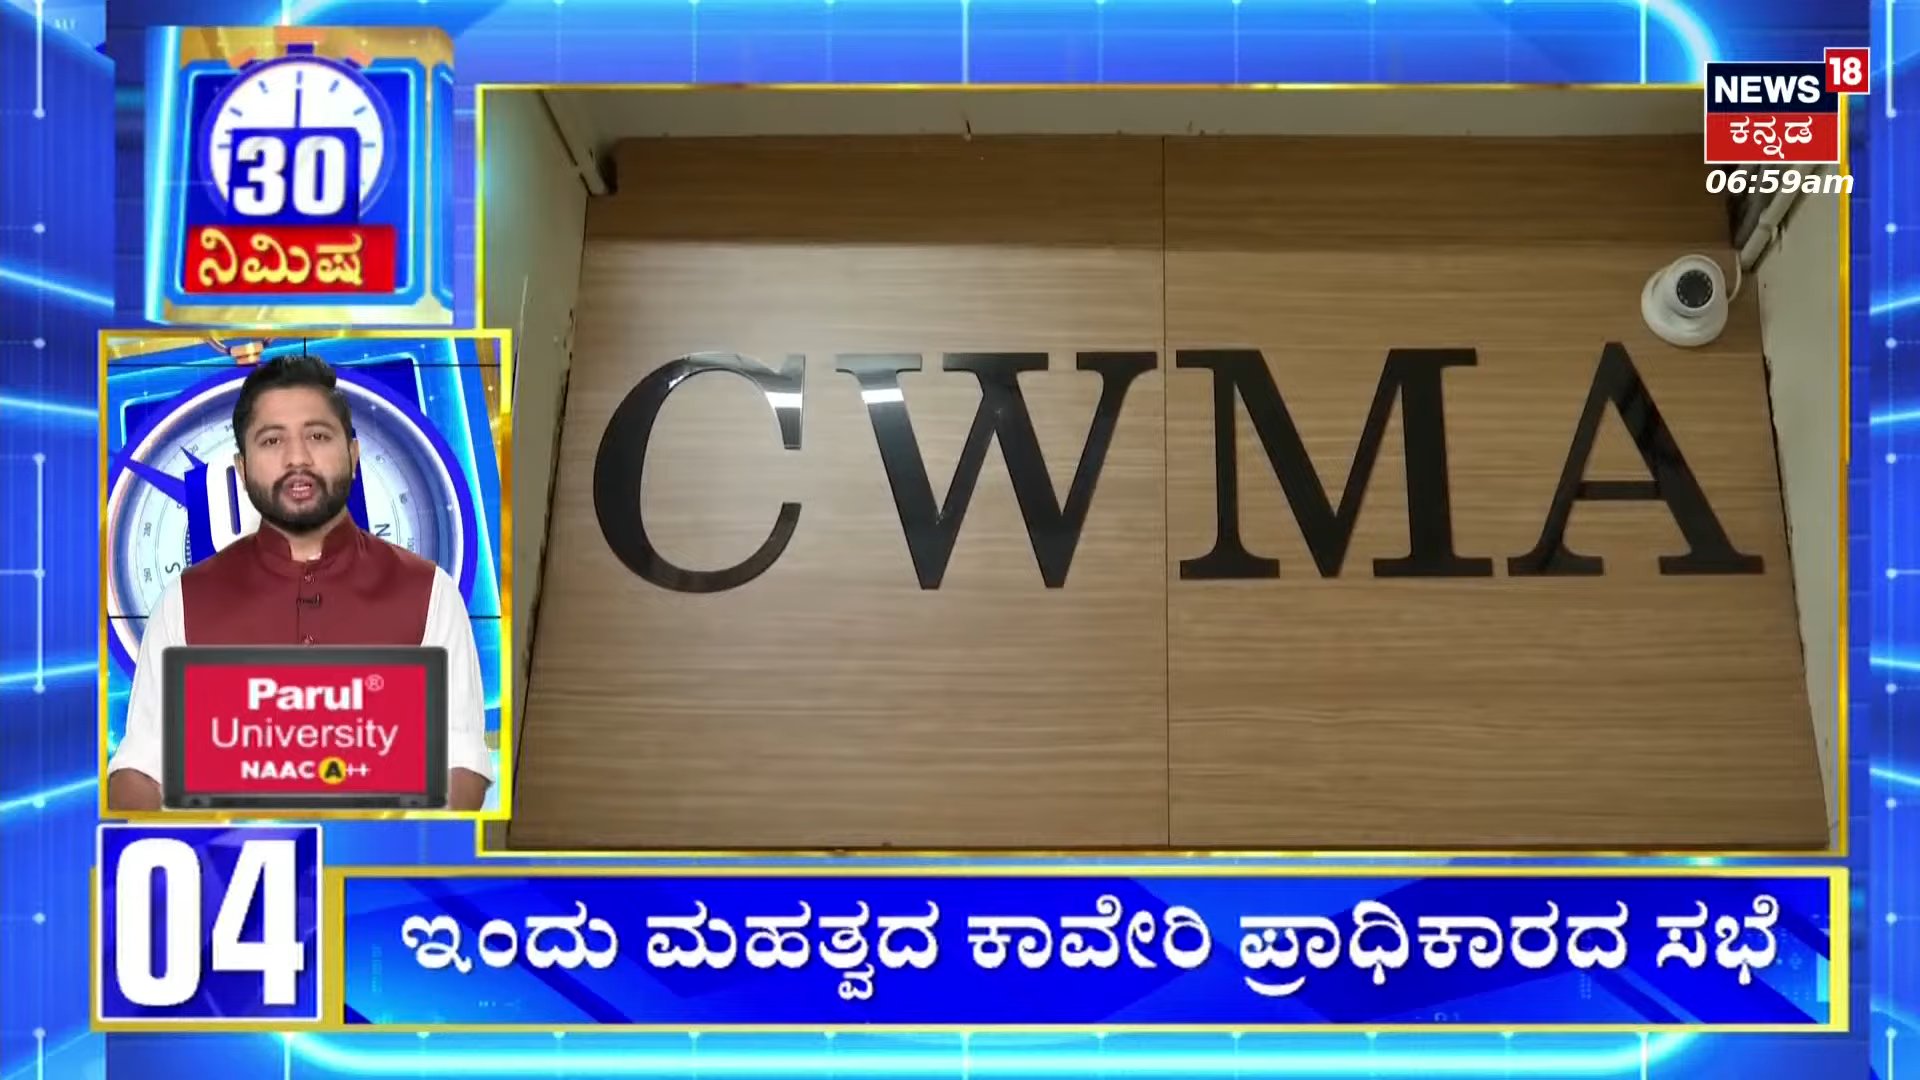 30
ನಿಮಿಷ
NEWS 18
ಕನ್ನಡ
06:59am
CWMA
Parul®
University
NAAC A++
04
ಇಂದು ಮಹತ್ವದ ಕಾವೇರಿ ಪ್ರಾಧಿಕಾರದ ಸಭೆ